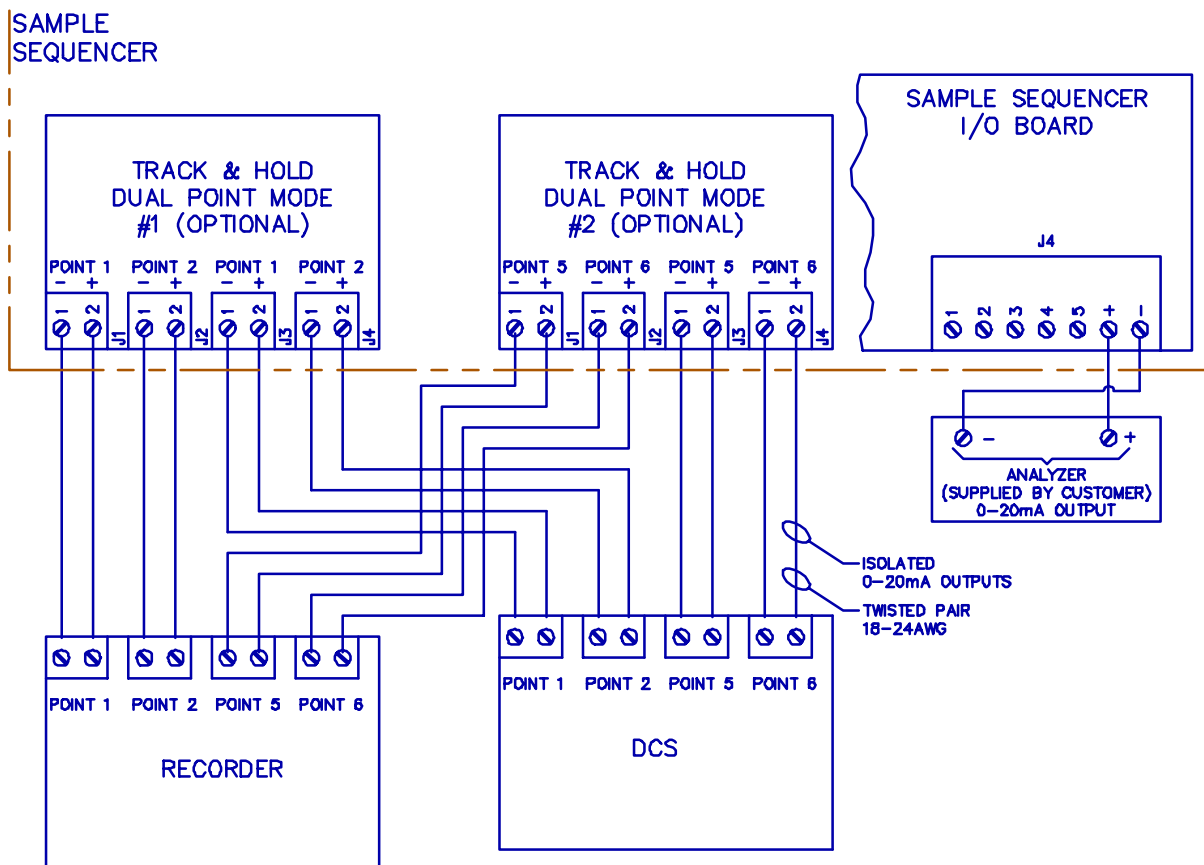 SAMPLE
SEQUENCER
TRACK & HOLD
DUAL POINT MODE
#1 (OPTIONAL)
POINT 1 POINT 2 POINT 1 POINT 2
- + - + - + - +
1 2 J1 1 2 J2 1 2 J3 1 2 J4
TRACK & HOLD
DUAL POINT MODE
#2 (OPTIONAL)
POINT 5 POINT 6 POINT 5 POINT 6
- + - + - + - +
1 2 J1 1 2 J2 1 2 J3 1 2 J4
SAMPLE SEQUENCER
I/O BOARD
J4
1 2 3 4 5 + -
- +
ANALYZER
(SUPPLIED BY CUSTOMER)
0-20mA OUTPUT
ISOLATED
0-20mA OUTPUTS
TWISTED PAIR
18-24AWG
POINT 1 POINT 2 POINT 5 POINT 6
RECORDER
POINT 1 POINT 2 POINT 5 POINT 6
DCS